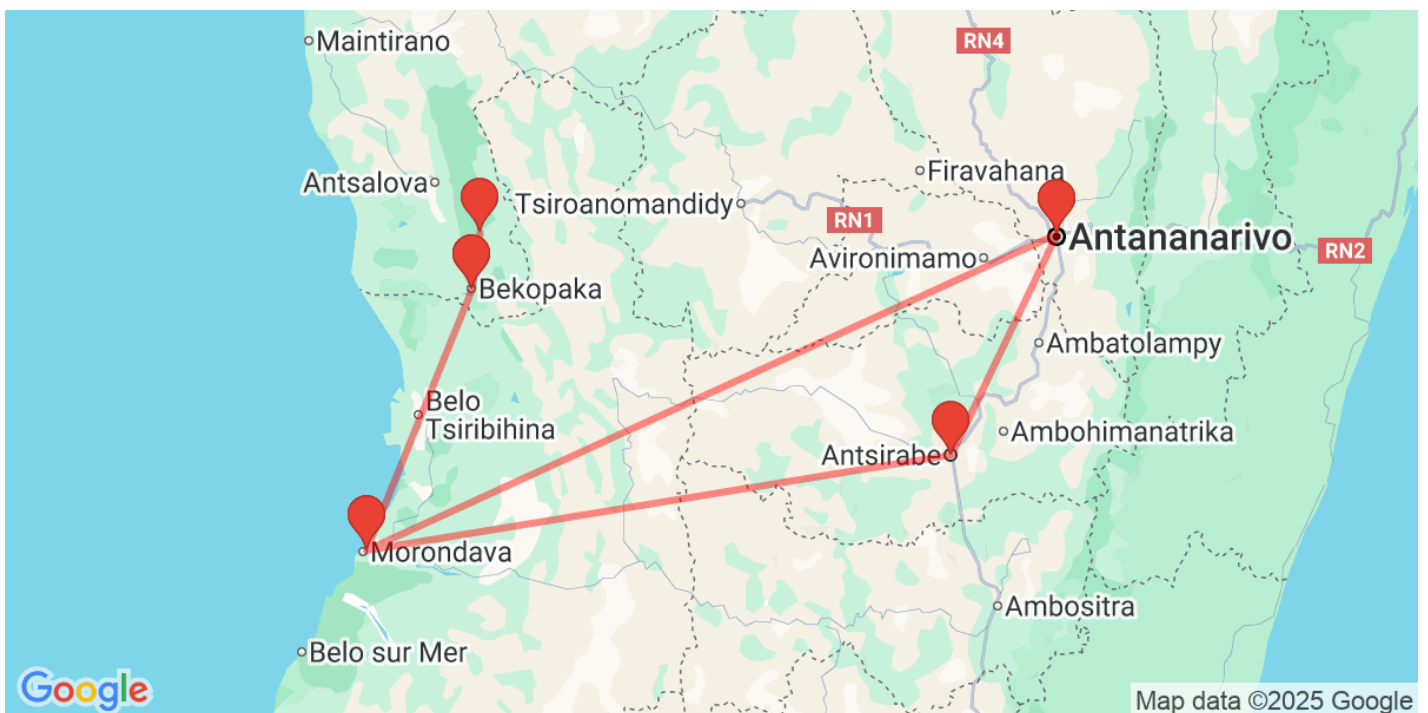 Maintirano
RN4
Firavahana
Antsalova
Tsiroanomandidy
RN1
Antananarivo
RN2
Avironimamo
Bekopaka
Ambatolampy
Belo
Tsiribihina
Ambohimanatrika
Antsirabe
Morondava
Ambositra
Belo sur Mer
Google
Map data ©2025 Google